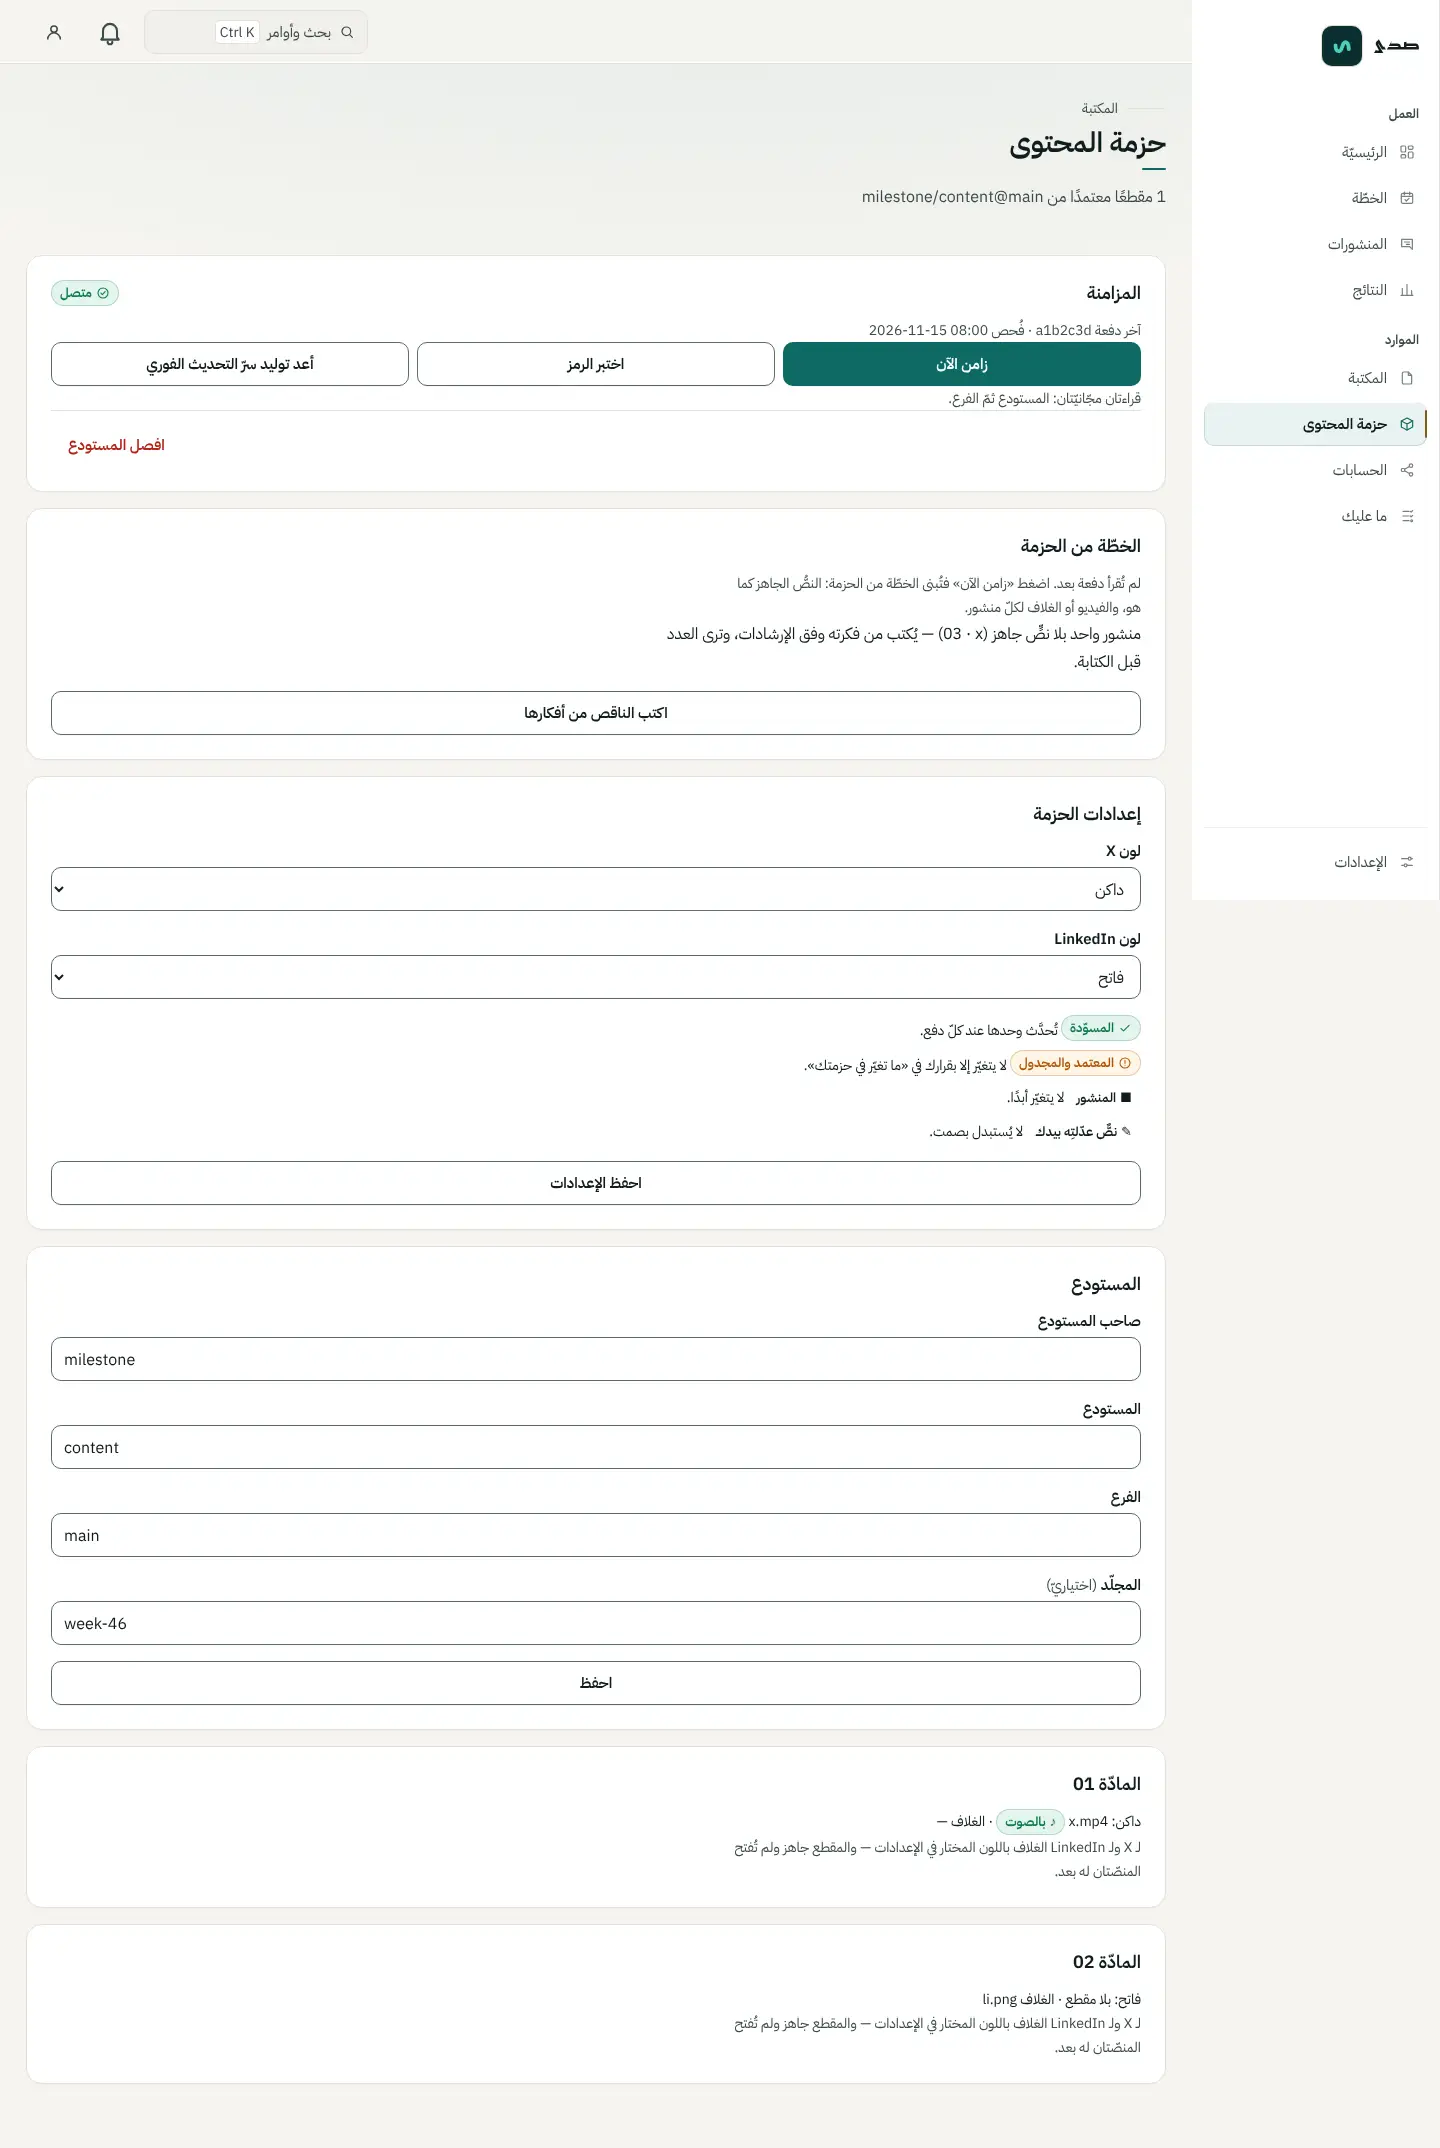 صدى
بحث وأوامر Ctrl K
العمل
الرئيسيّة
الخطّة
المنشورات
النتائج
الموارد
المكتبة
حزمة المحتوى
الحسابات
ما عليك
الإعدادات
المكتبة
حزمة المحتوى
1 مقطعًا معتمدًا من milestone/content@main
المزامنة
متصل
آخر دفعة a1b2c3d · فُحص 08:00 15-11-2026
زامن الآن
اختبر الرمز
أعد توليد سرّ التحديث الفوري
قراءتان مجّانيّتان: المستودع ثمّ الفرع.
افصل المستودع
الخطّة من الحزمة
لم تُقرأ دفعة بعد. اضغط «زامن الآن» فتُبنى الخطّة من الحزمة: النصُّ الجاهز كما
هو، والفيديو أو الغلاف لكلّ منشور.
منشور واحد بلا نصٍّ جاهز (03 · x) — يُكتب من فكرته وفق الإرشادات، وترى العدد
قبل الكتابة.
اكتب الناقص من أفكارها
إعدادات الحزمة
لون X
داكن
لون LinkedIn
فاتح
✓ المسوّدة تُحدَّث وحدها عند كلّ دفع.
المعتمد والمجدول لا يتغيّر إلا بقرارك في «ما تغيّر في حزمتك».
■ المنشور لا يتغيّر أبدًا.
✎ نصٌّ عدّلتِه بيدك لا يُستبدل بصمت.
احفظ الإعدادات
المستودع
صاحب المستودع
milestone
المستودع
content
الفرع
main
المجلّد (اختياريّ)
week-46
احفظ
المادّة 01
داكن: x.mp4 ♪ بالصوت · الغلاف —
لـ X ولـ LinkedIn الغلاف باللون المختار في الإعدادات — والمقطع جاهز ولم تُفتح
المنصّتان له بعد.
المادّة 02
فاتح: بلا مقطع · الغلاف li.png
لـ X ولـ LinkedIn الغلاف باللون المختار في الإعدادات — والمقطع جاهز ولم تُفتح
المنصّتان له بعد.